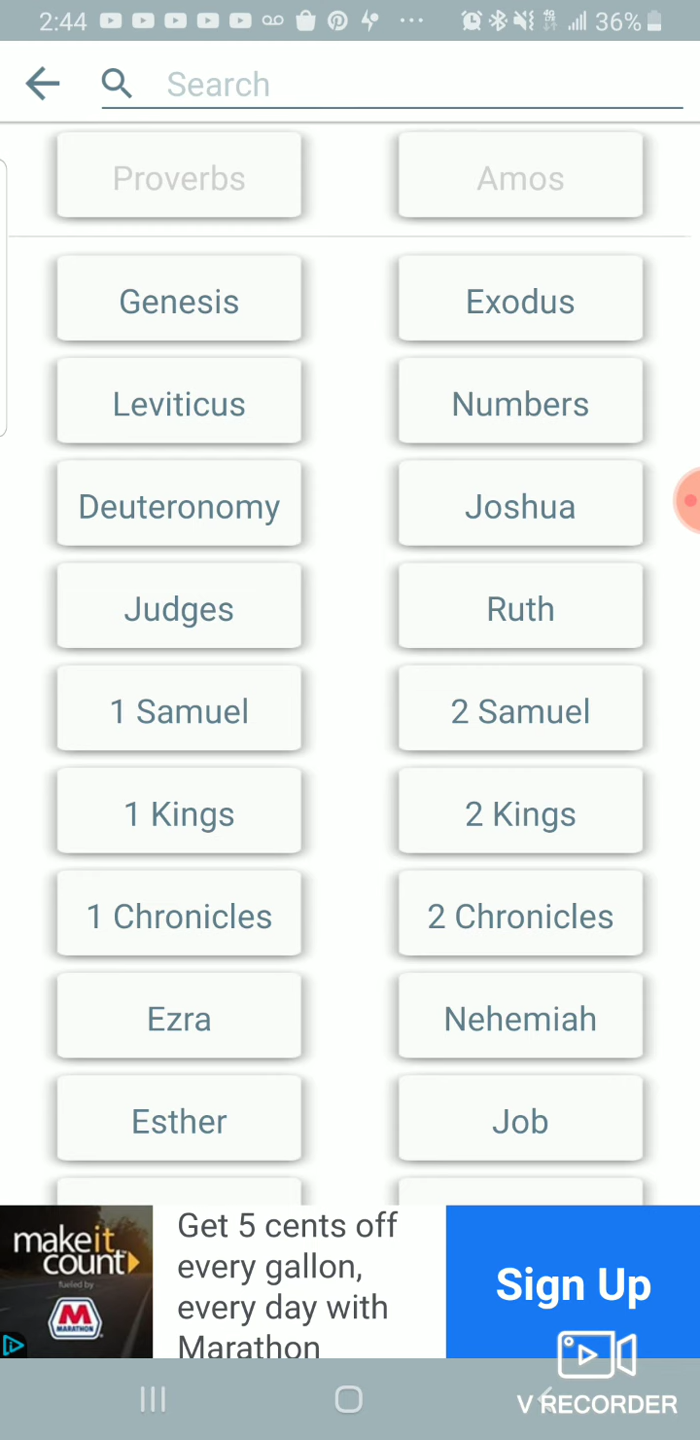 2:44
36%
Search
Proverbs
Amos
Genesis
Exodus
Leviticus
Numbers
Deuteronomy
Joshua
Judges
Ruth
1 Samuel
2 Samuel
1 Kings
2 Kings
1 Chronicles
2 Chronicles
Ezra
Nehemiah
Esther
Job
makeit
count
fueled by
M
MARATHON
Get 5 cents off
every gallon,
every day with
Marathon
Sign Up
V RECORDER